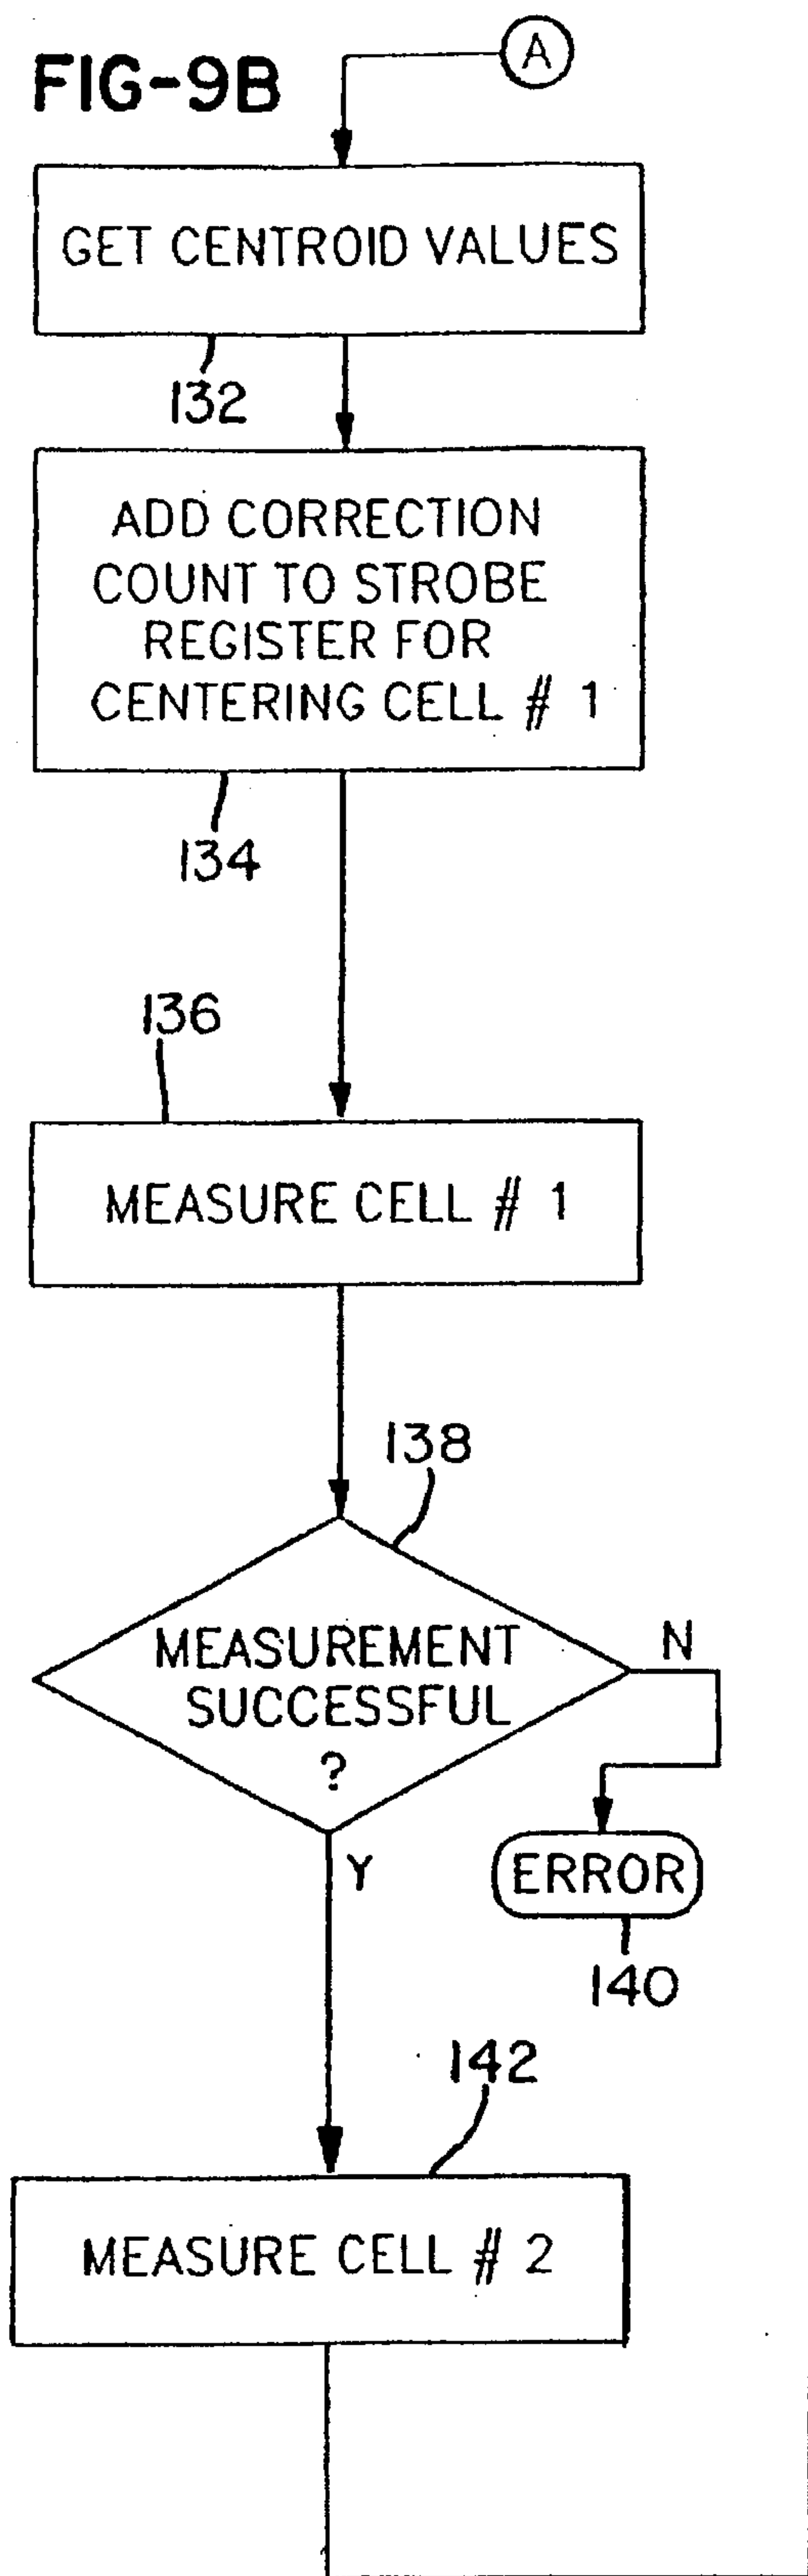 FIG-9B
A
GET CENTROID VALUES
132
ADD CORRECTION
COUNT TO STROBE
REGISTER FOR
CENTERING CELL # 1
134
136
MEASURE CELL # 1
138
MEASUREMENT
SUCCESSFUL
?
N
Y
ERROR
140
142
MEASURE CELL # 2